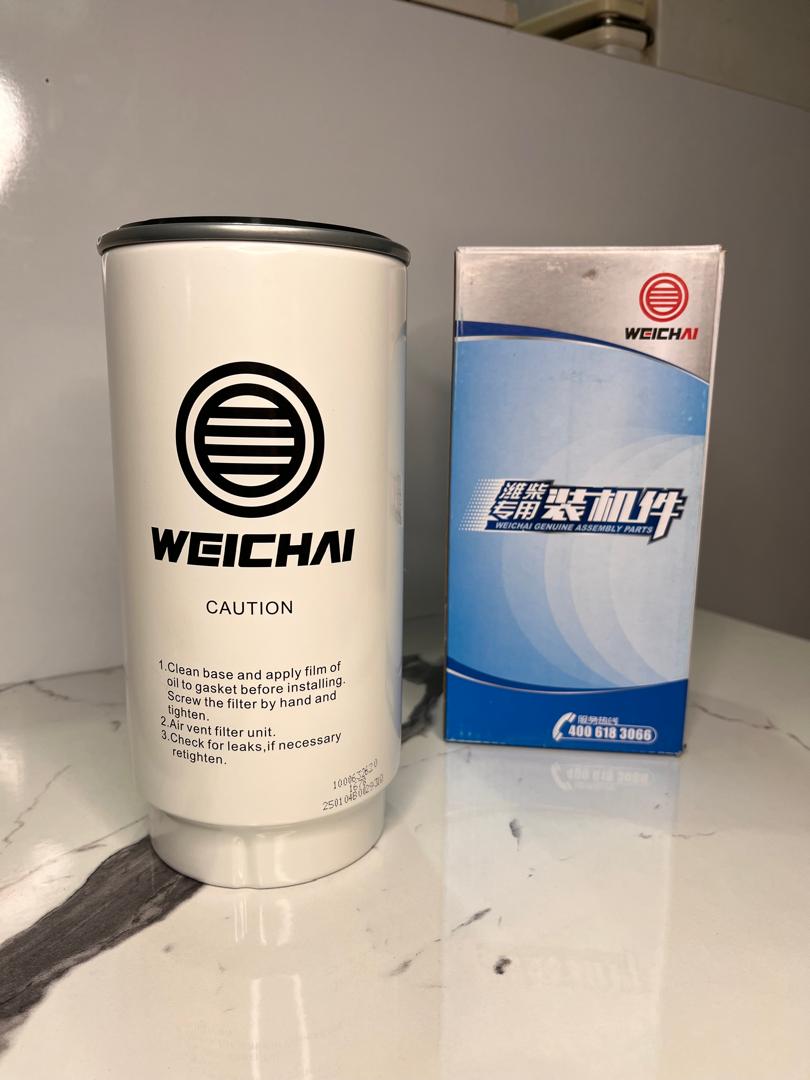 WEICHAI
CAUTION
1.Clean base and apply film of
oil to gasket before installing.
Screw the filter by hand and
tighten.
2.Air vent filter unit.
3.Check for leaks,if necessary
retighten.
WEICHAI
潍柴
专用
装机件
WEICHAI GENUINE ASSEMBLY PARTS
服务热线
400 618 3066